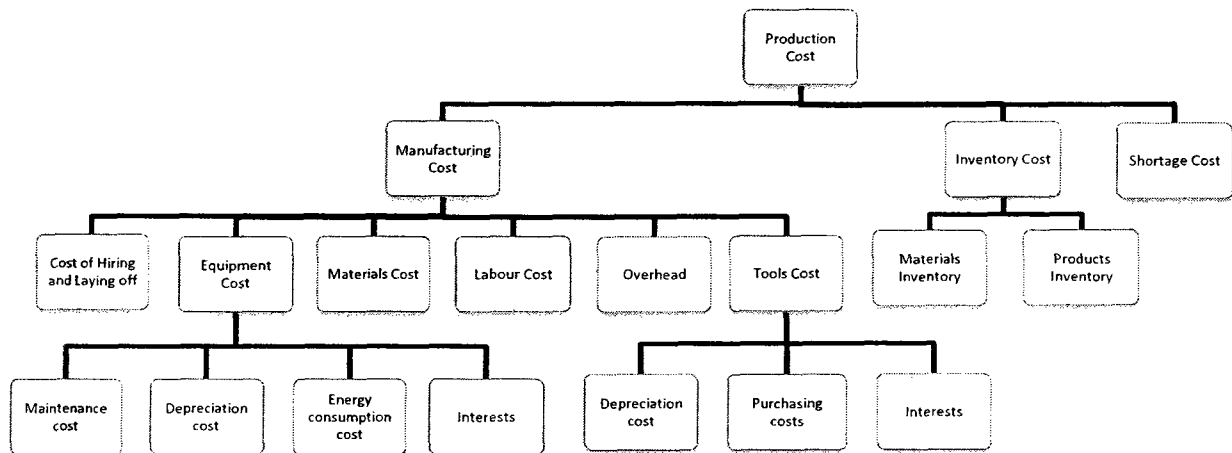 Production
Cost
Manufacturing
Cost
Inventory Cost
Shortage Cost
Cost of Hiring
and Laying off
Equipment
Cost
Materials Cost
Labour Cost
Overhead
Tools Cost
Materials
Inventory
Products
Inventory
Maintenance
cost
Depreciation
cost
Energy
consumption
cost
Interests
Depreciation
cost
Purchasing
costs
Interests